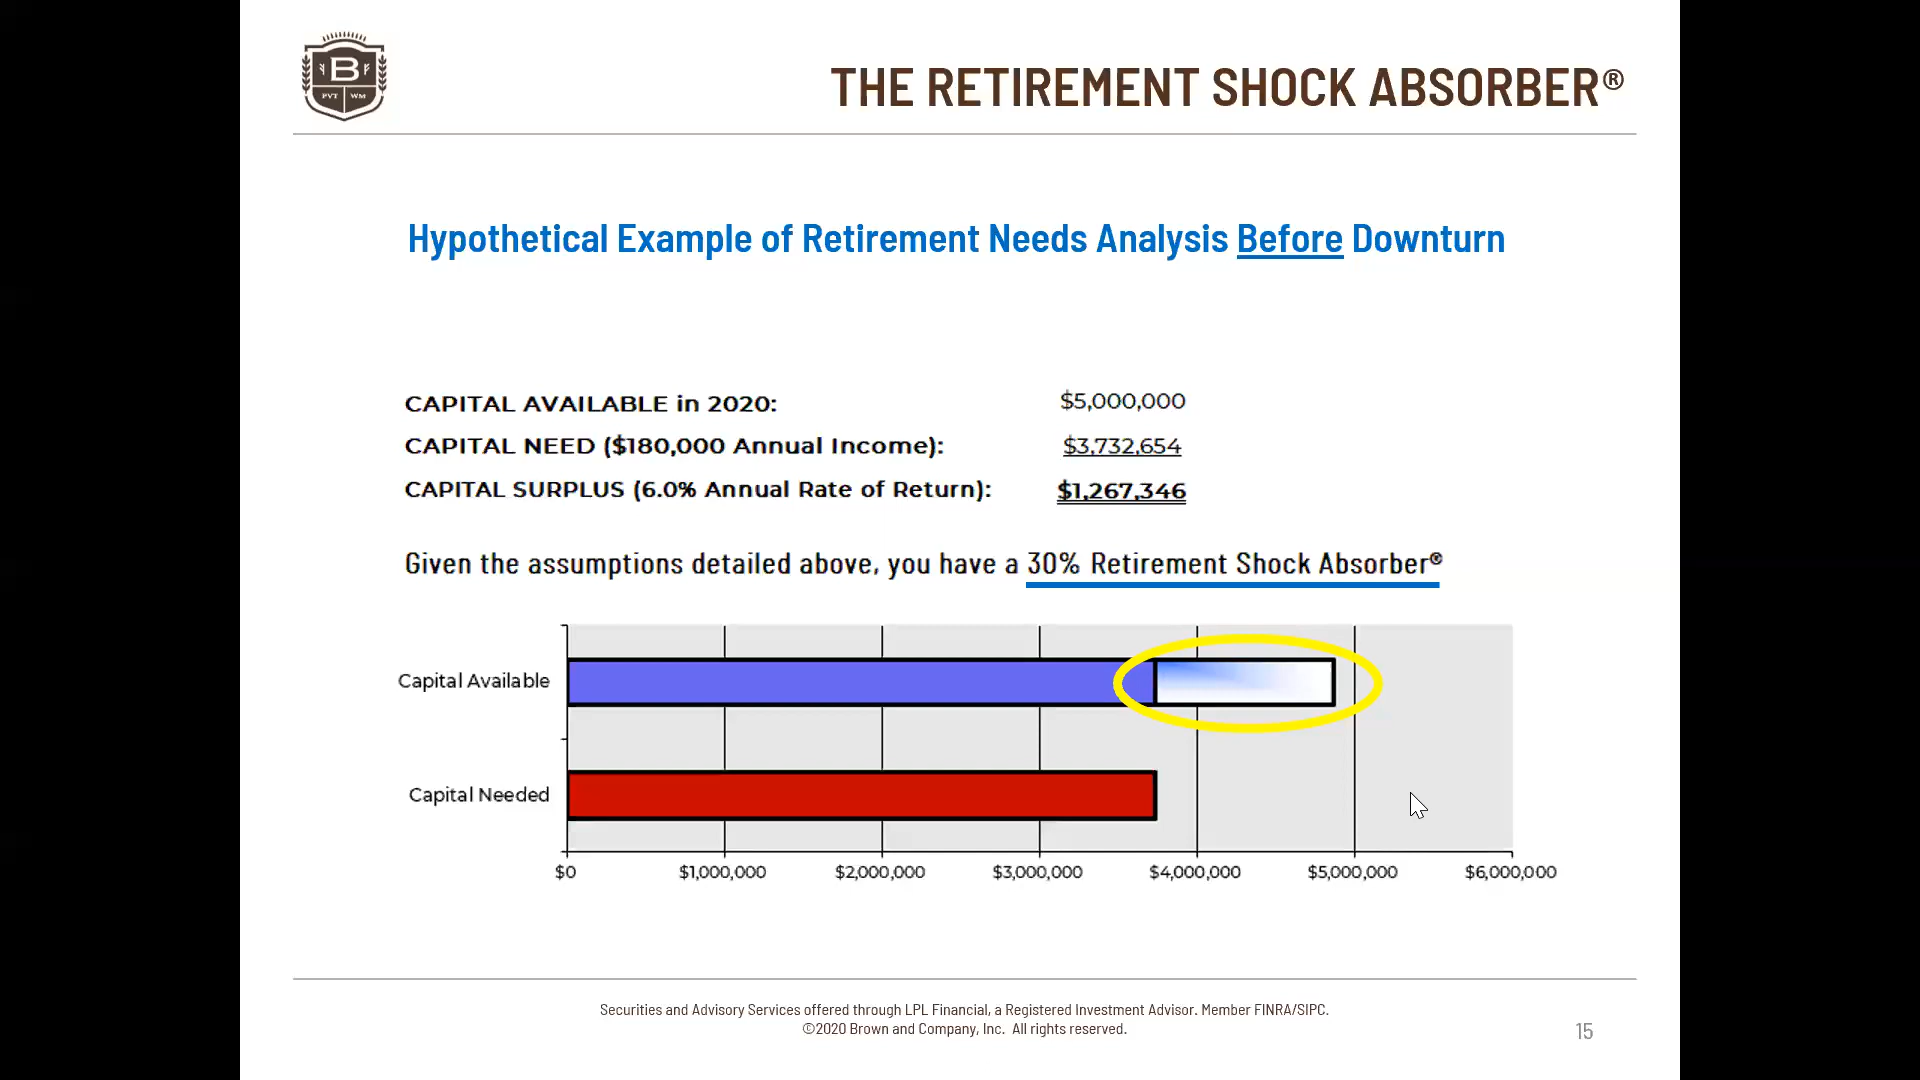 B
PVT WM
THE RETIREMENT SHOCK ABSORBER®
Hypothetical Example of Retirement Needs Analysis Before Downturn
CAPITAL AVAILABLE in 2020: $5,000,000
CAPITAL NEED ($180,000 Annual Income): $3,732,654
CAPITAL SURPLUS (6.0% Annual Rate of Return): $1,267,346
Given the assumptions detailed above, you have a 30% Retirement Shock Absorber®
Capital Available
Capital Needed
$0 $1,000,000 $2,000,000 $3,000,000 $4,000,000 $5,000,000 $6,000,000
Securities and Advisory Services offered through LPL Financial, a Registered Investment Advisor. Member FINRA/SIPC.
©2020 Brown and Company, Inc. All rights reserved.
15